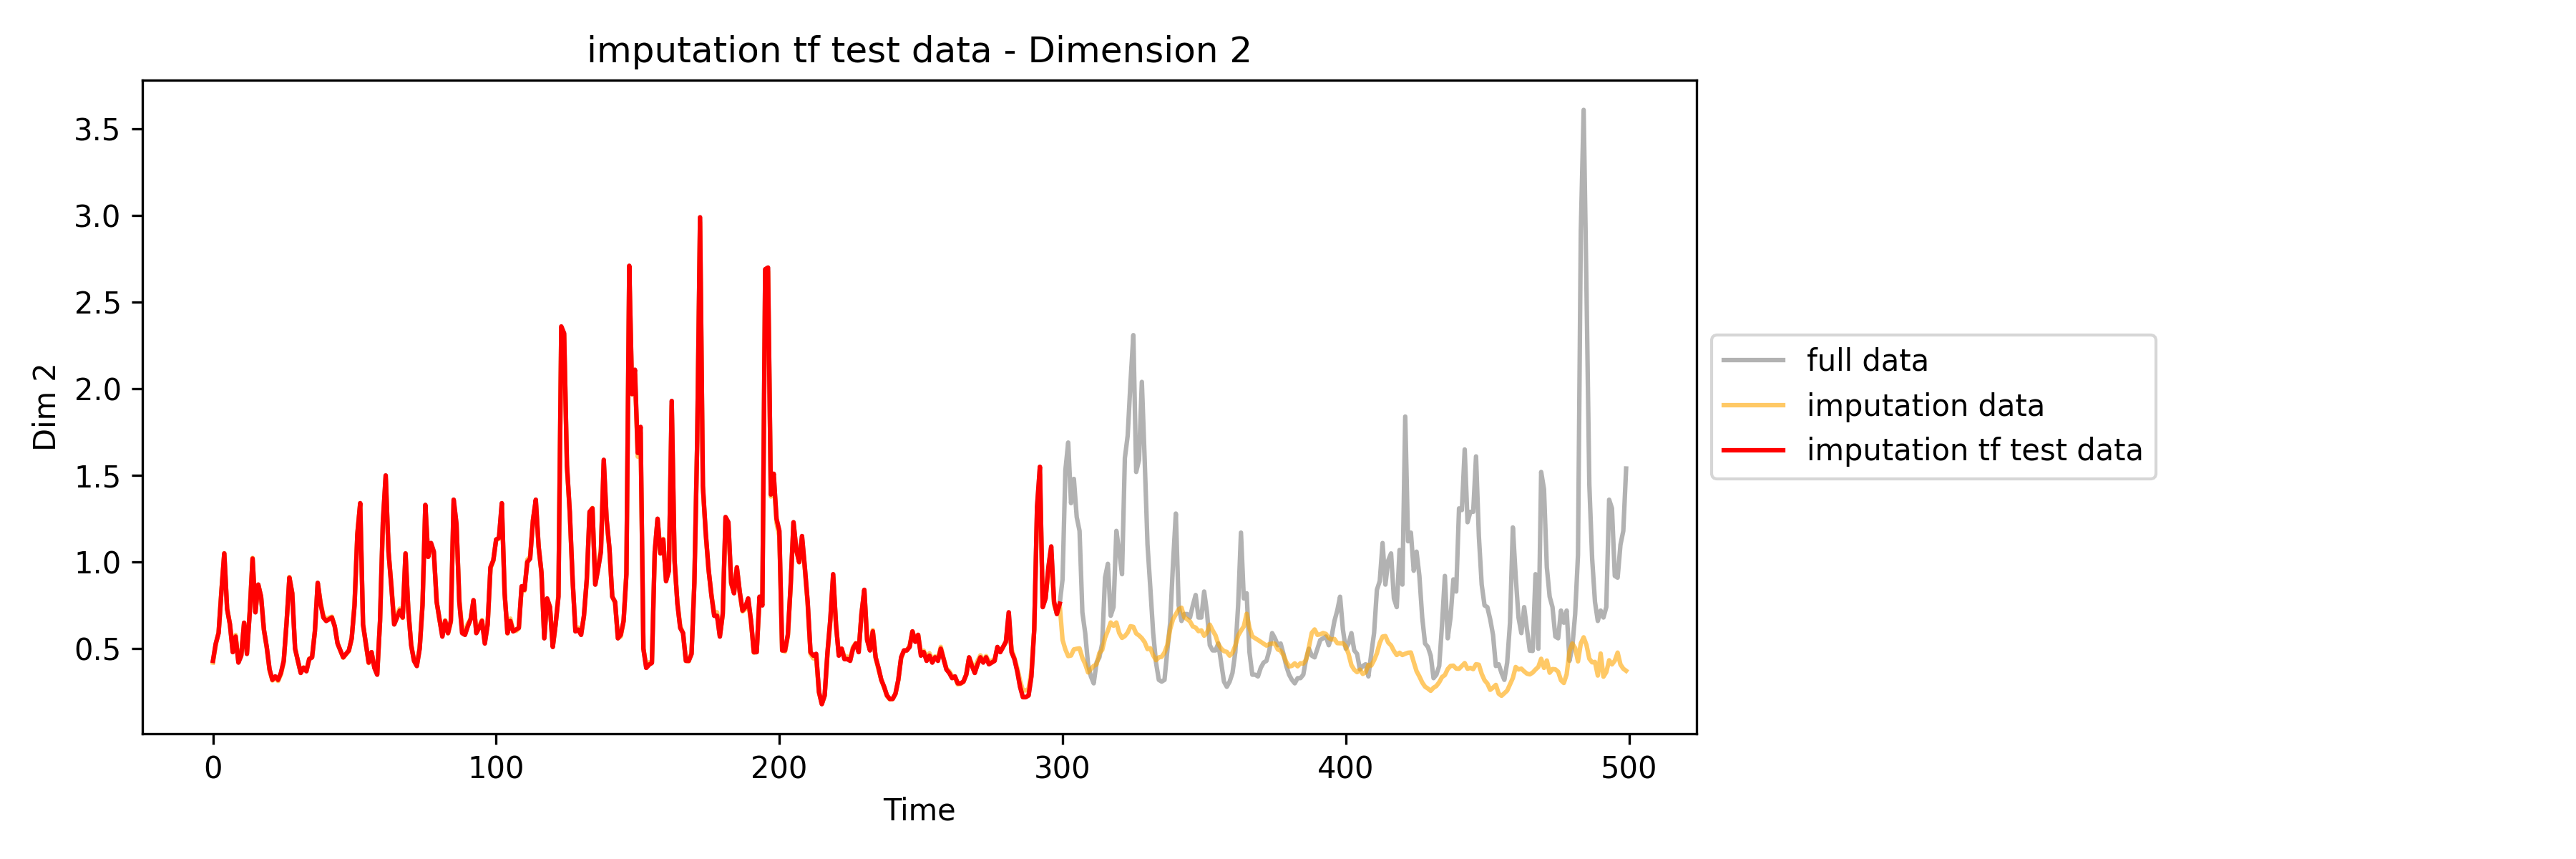 imputation tf test data - Dimension 2
3.5
3.0
2.5
2.0
1.5
1.0
0.5
Dim 2
0 100 200 300 400 500
Time
full data
imputation data
imputation tf test data